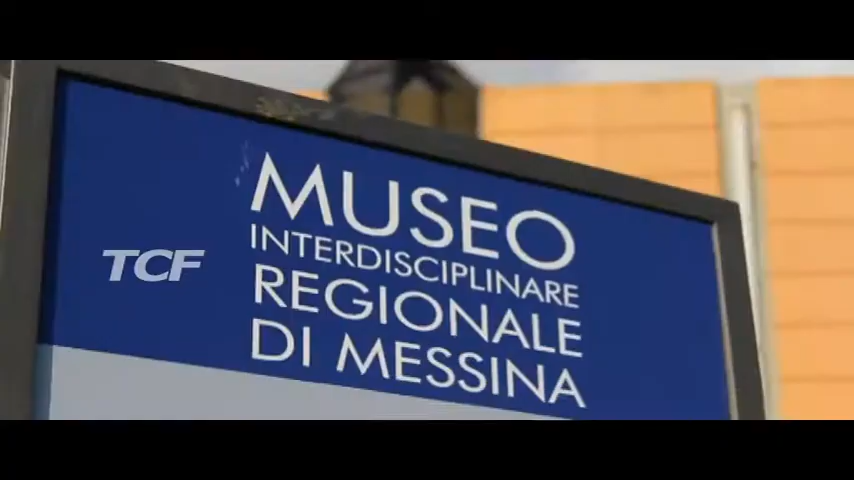 MUSEO
INTERDISCIPLINARE
REGIONALE
DI MESSINA
TCF